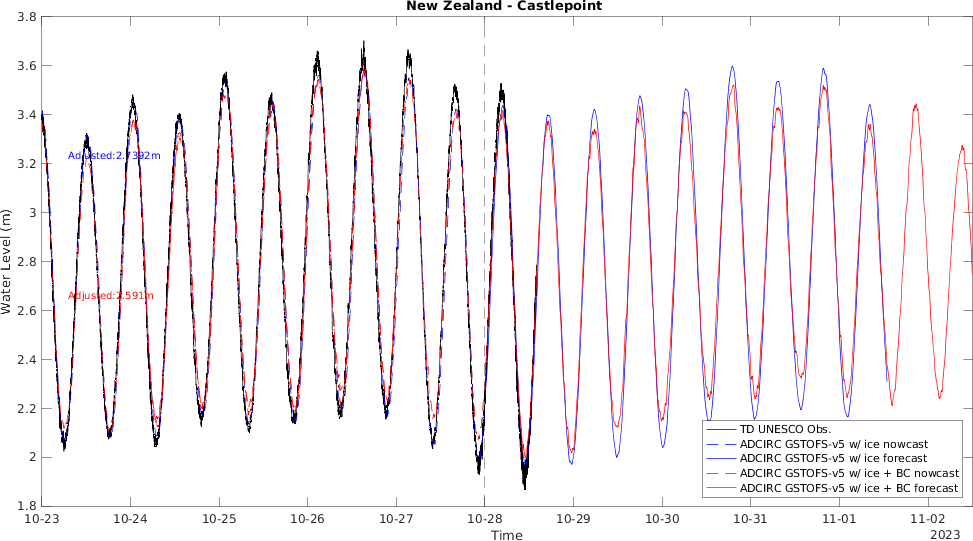 New Zealand - Castlepoint
Water Level (m)
3.8
3.6
3.4
3.2
3
2.8
2.6
2.4
2.2
2
1.8
Adjusted:2.7392m
Adjusted:2.591m
TD UNESCO Obs.
ADCIRC GSTOFS-v5 w/ ice nowcast
ADCIRC GSTOFS-v5 w/ ice forecast
ADCIRC GSTOFS-v5 w/ ice + BC nowcast
ADCIRC GSTOFS-v5 w/ ice + BC forecast
10-23 10-24 10-25 10-26 10-27 10-28 10-29 10-30 10-31 11-01 11-02
Time
2023